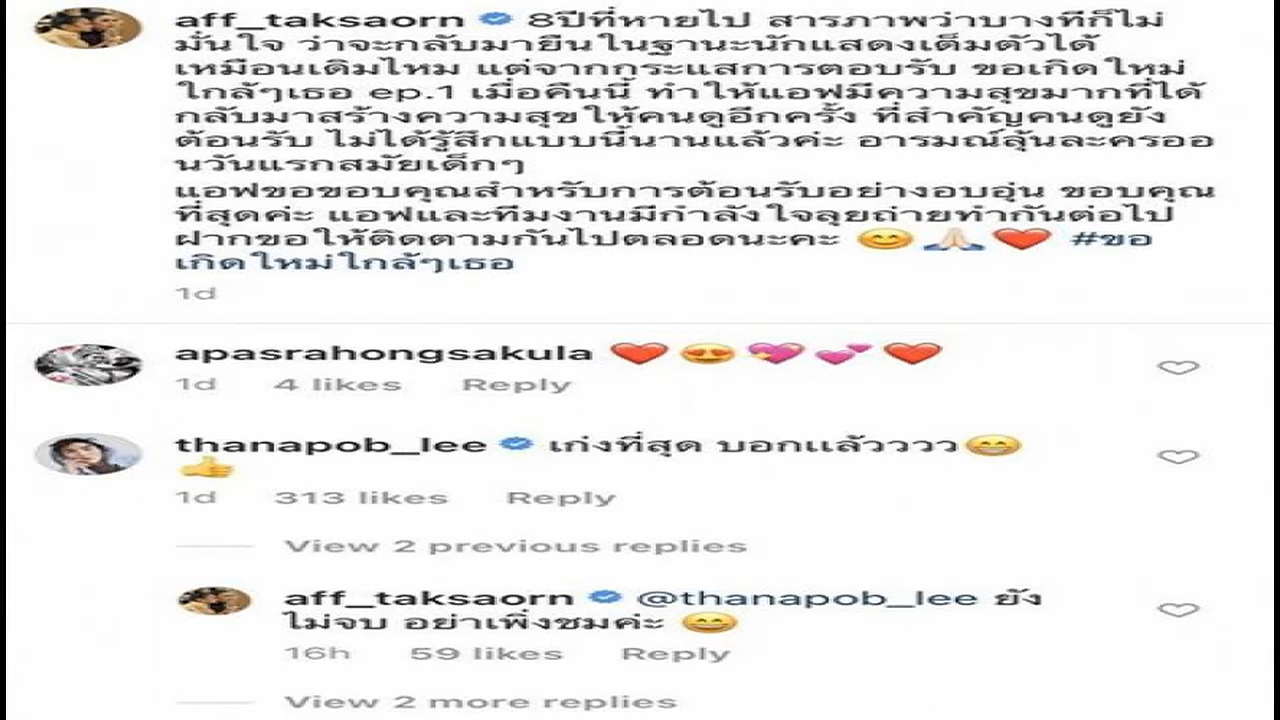 aff_taksaorn 8ปีที่หายไป สารภาพว่าบางทีก็ไม่
มั่นใจ ว่าจะกลับมายืนในฐานะนักแสดงเต็มตัวได้
เหมือนเดิมไหม แต่จากกระแสการตอบรับ ขอเกิดใหม่
ใกล้ๆเธอ ep.1 เมื่อคืนนี้ ทำให้แอฟมีความสุขมากที่ได้
กลับมาสร้างความสุขให้คนดูอีกครั้ง ที่สำคัญคนดูยัง
ต้อนรับ ไม่ได้รู้สึกแบบนี้นานแล้วค่ะ อารมณ์ลุ้นละครออ
นวันแรกสมัยเด็กๆ
แอฟขอขอบคุณสำหรับการต้อนรับอย่างอบอุ่น ขอบคุณ
ที่สุดค่ะ แอฟและทีมงานมีกำลังใจลุยถ่ายทำกันต่อไป
ฝากขอให้ติดตามกันไปตลอดนะคะ 😊🙏🏻❤️ #ขอ
เกิดใหม่ใกล้ๆเธอ
1d
apasrahongsakula ❤️😍💖💕❤️
1d 4 likes Reply
thanapob_lee เก่งที่สุด บอกแล้วววว😁
👍
1d 313 likes Reply
View 2 previous replies
aff_taksaorn @thanapob_lee ยัง
ไม่จบ อย่าเพิ่งชมค่ะ 😄
16h 59 likes Reply
View 2 more replies